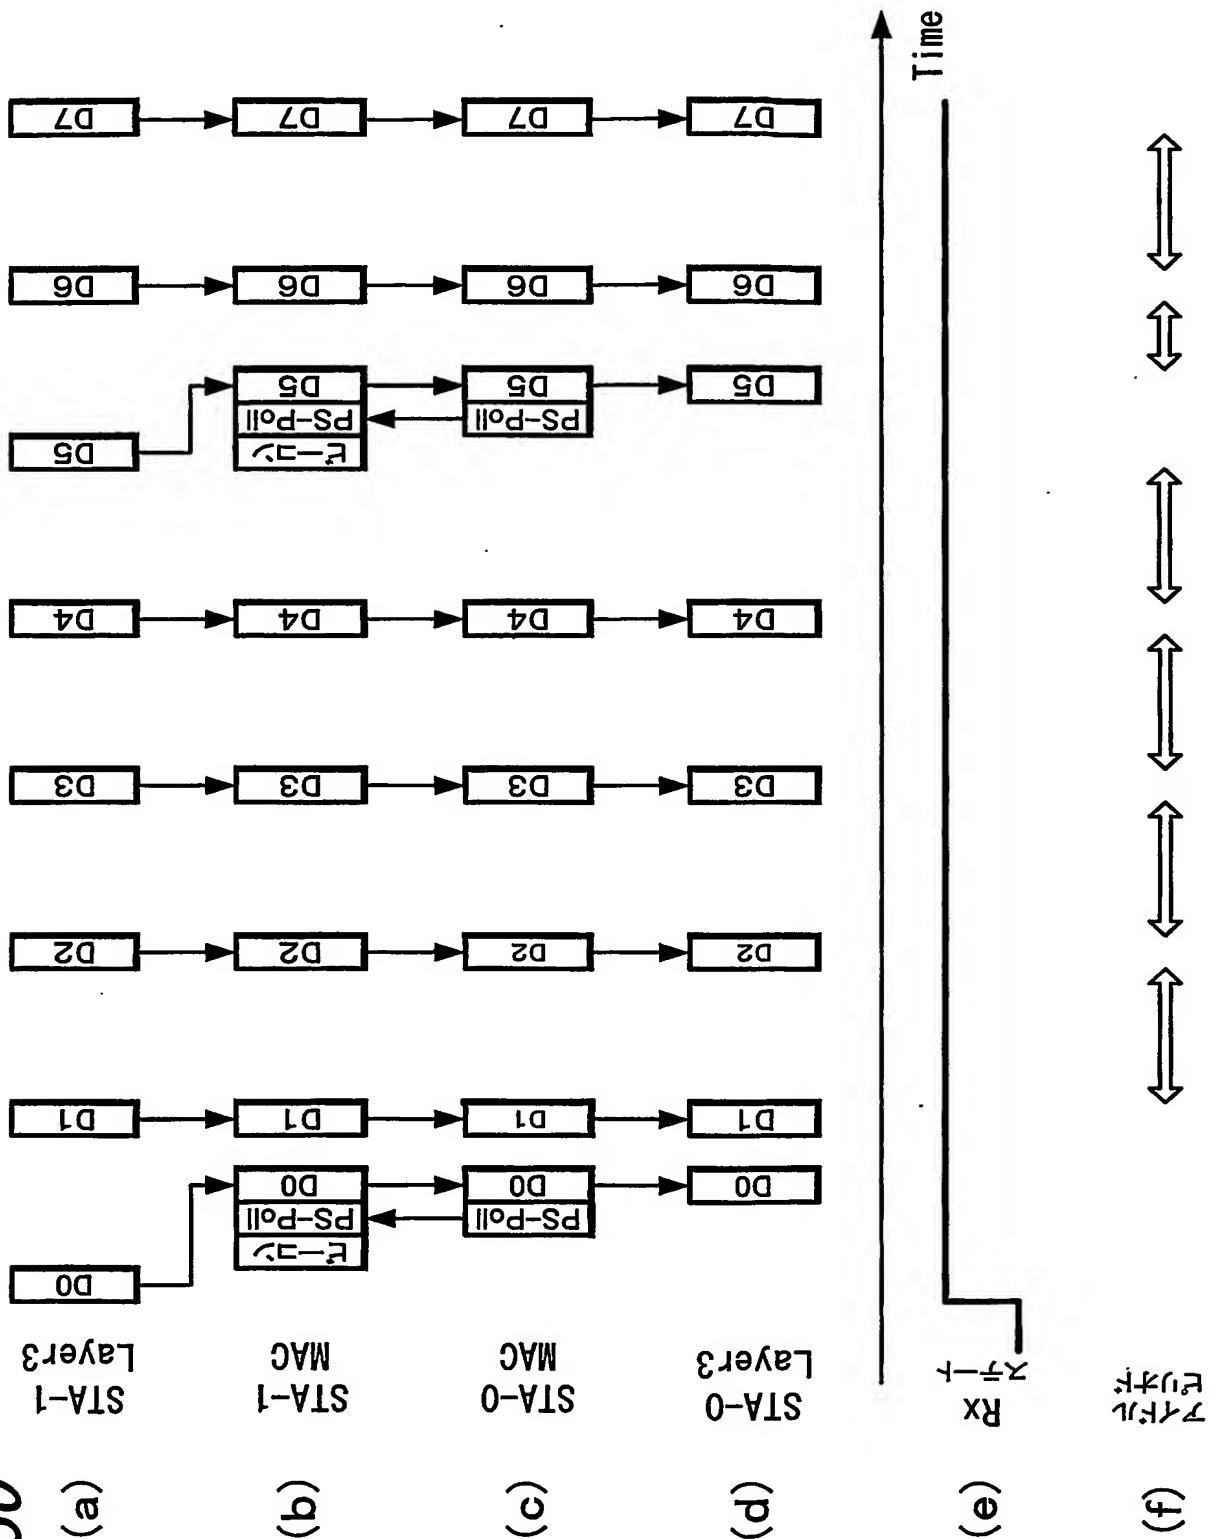 (a)
STA-1
Layer3
D0
D1
D2
D3
D4
D5
D6
D7
(b)
STA-1
MAC
ビーコン
PS-Poll
D0
D1
D2
D3
D4
ビーコン
PS-Poll
D5
D6
D7
(c)
STA-0
MAC
PS-Poll
D0
D1
D2
D3
D4
PS-Poll
D5
D6
D7
(d)
STA-0
Layer3
D0
D1
D2
D3
D4
D5
D6
D7
Time
(e)
Rx
ステート
(f)
アイドル
ピリオド